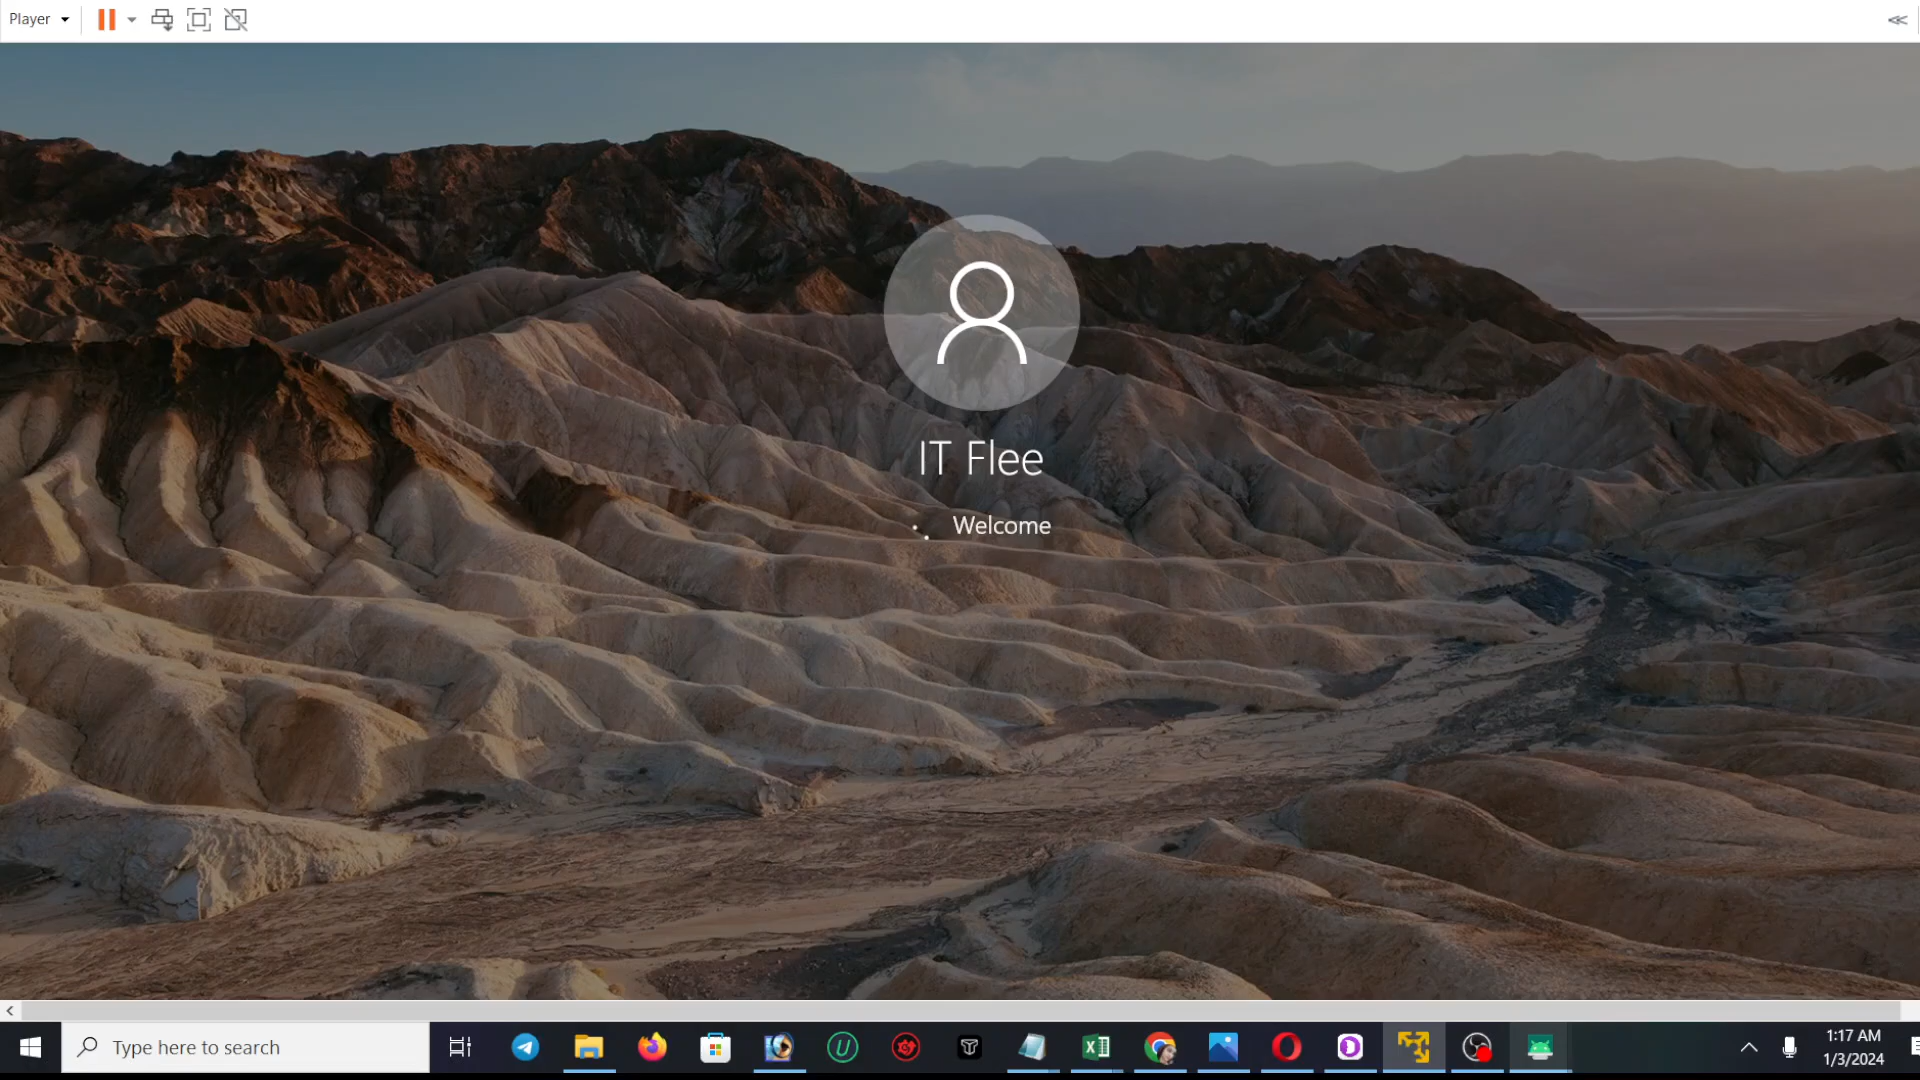 Player
IT Flee
Welcome
Type here to search
1:17 AM
1/3/2024